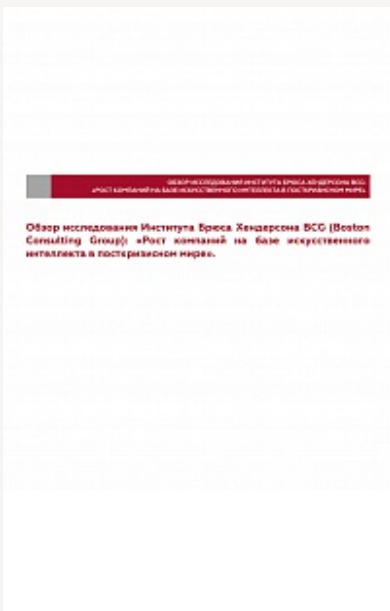 ОБЗОР ИССЛЕДОВАНИЯ ИНСТИТУТА БРЮСА ХЕНДЕРСОНА BCG
«РОСТ КОМПАНИЙ НА БАЗЕ ИСКУССТВЕННОГО ИНТЕЛЛЕКТА В ПОСТКРИЗИСНОМ МИРЕ»
Обзор исследования Института Брюса Хендерсона BCG (Boston
Consulting Group): «Рост компаний на базе искусственного
интеллекта в посткризисном мире».